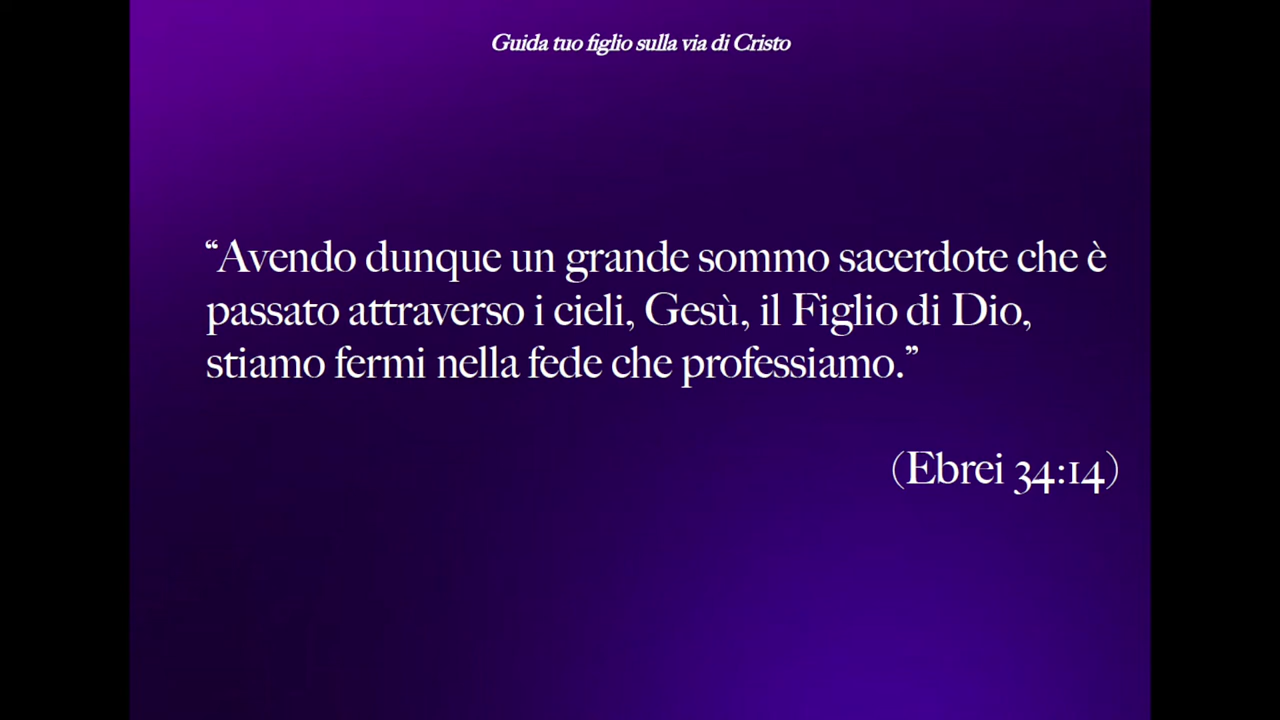 Guida tuo figlio sulla via di Cristo
“Avendo dunque un grande sommo sacerdote che è
passato attraverso i cieli, Gesù, il Figlio di Dio,
stiamo fermi nella fede che professiamo.”
(Ebrei 34:14)